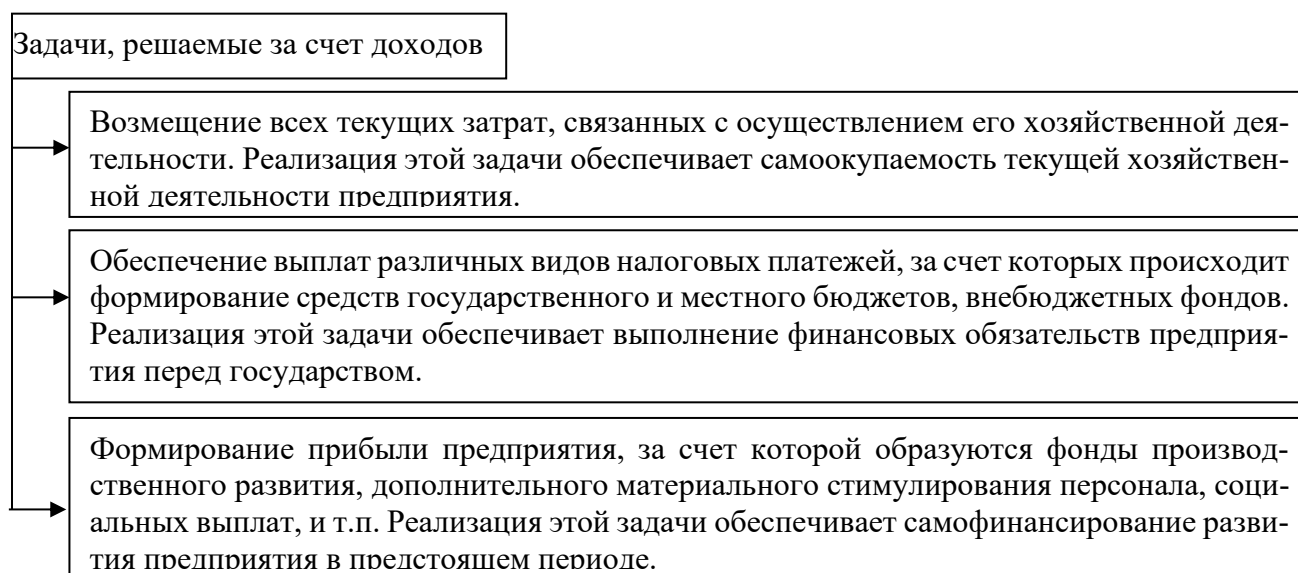 Задачи, решаемые за счет доходов
Возмещение всех текущих затрат, связанных с осуществлением его хозяйственной дея-
тельности. Реализация этой задачи обеспечивает самоокупаемость текущей хозяйствен-
ной деятельности предприятия.
Обеспечение выплат различных видов налоговых платежей, за счет которых происходит
формирование средств государственного и местного бюджетов, внебюджетных фондов.
Реализация этой задачи обеспечивает выполнение финансовых обязательств предприя-
тия перед государством.
Формирование прибыли предприятия, за счет которой образуются фонды производ-
ственного развития, дополнительного материального стимулирования персонала, соци-
альных выплат, и т.п. Реализация этой задачи обеспечивает самофинансирование разви-
тия предприятия в предстоящем периоде.